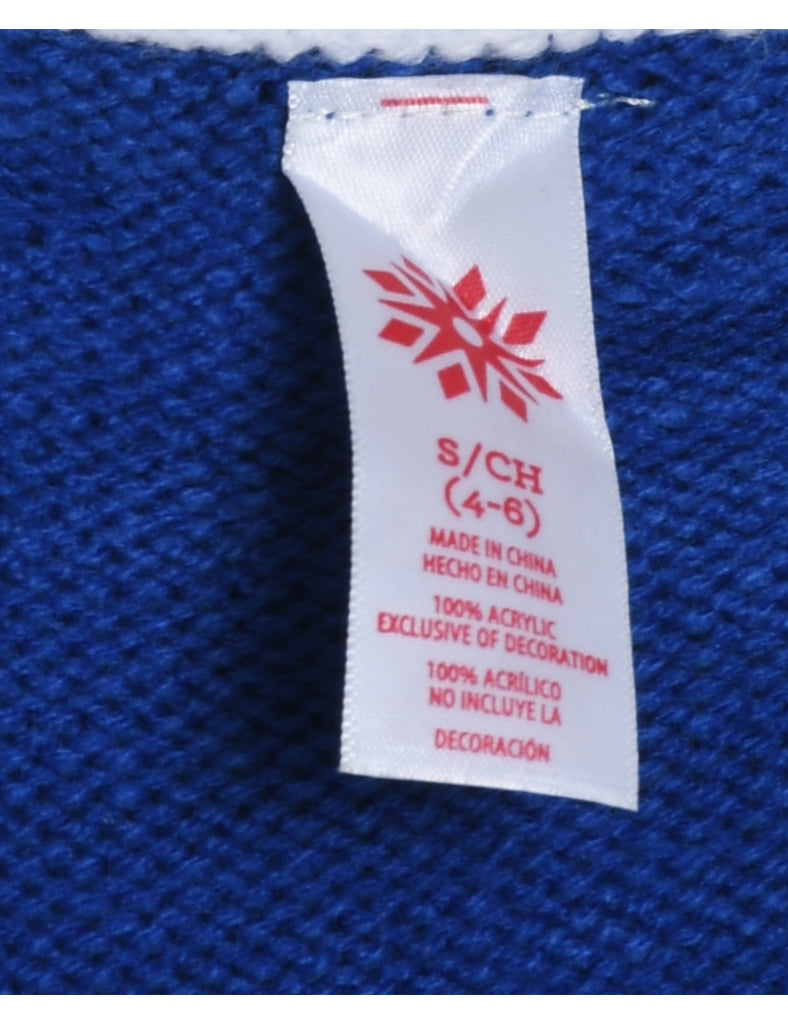 S/CH
(4-6)
MADE IN CHINA
HECHO EN CHINA
100% ACRYLIC
EXCLUSIVE OF DECORATION
100% ACRÍLICO
NO INCLUYE LA
DECORACIÓN